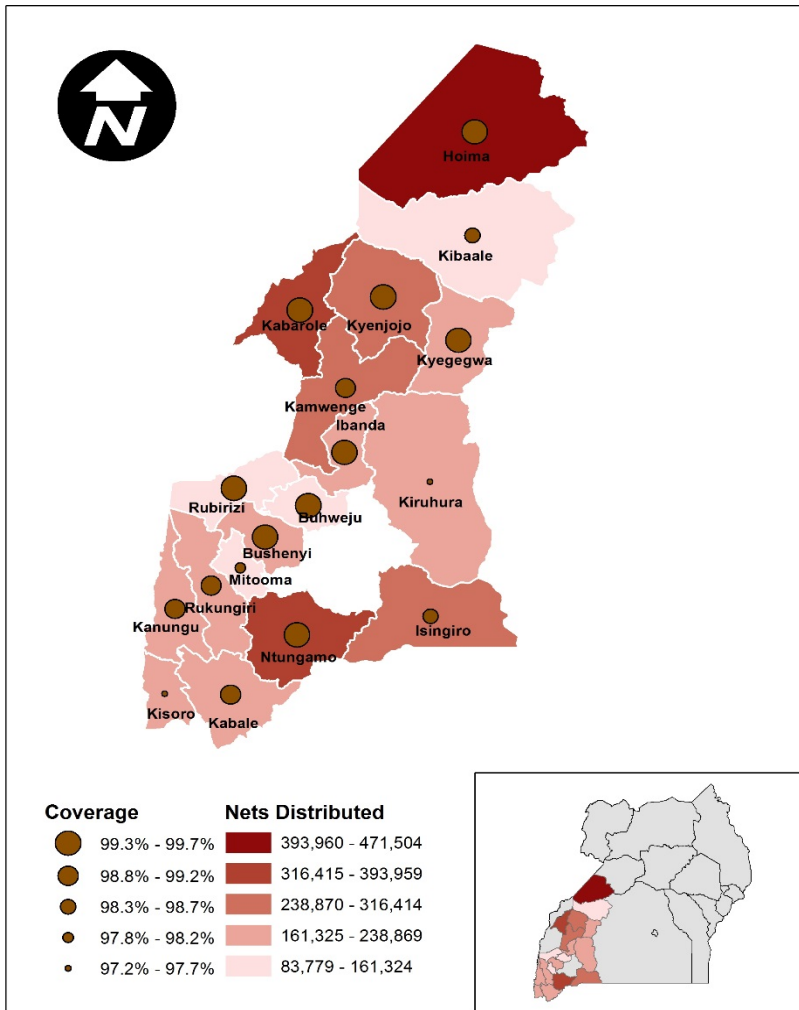 N
Hoima
Kibaale
Kabarole
Kyenjojo
Kyegegwa
Kamwenge
Ibanda
Kiruhura
Rubirizi
Buhweju
Bushenyi
Mitooma
Rukungiri
Kanungu
Isingiro
Ntungamo
Kisoro
Kabale
Coverage Nets Distributed
99.3% - 99.7% 393,960 - 471,504
98.8% - 99.2% 316,415 - 393,959
98.3% - 98.7% 238,870 - 316,414
97.8% - 98.2% 161,325 - 238,869
97.2% - 97.7% 83,779 - 161,324